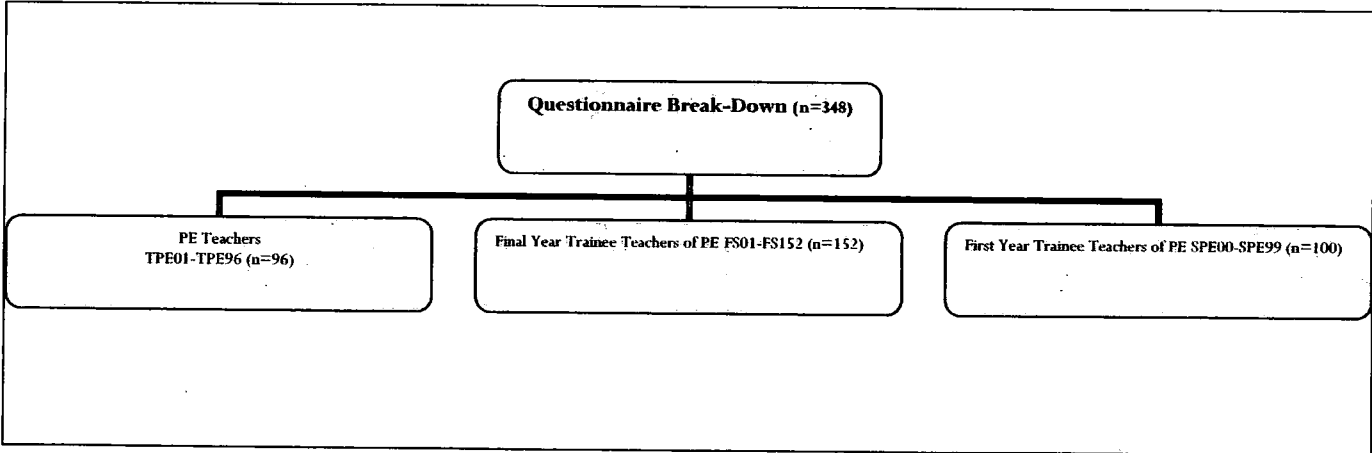 Questionnaire Break-Down (n=348)
PE Teachers
TPE01-TPE96 (n=96)
Final Year Trainee Teachers of PE FS01-FS152 (n=152)
First Year Trainee Teachers of PE SPE00-SPE99 (n=100)